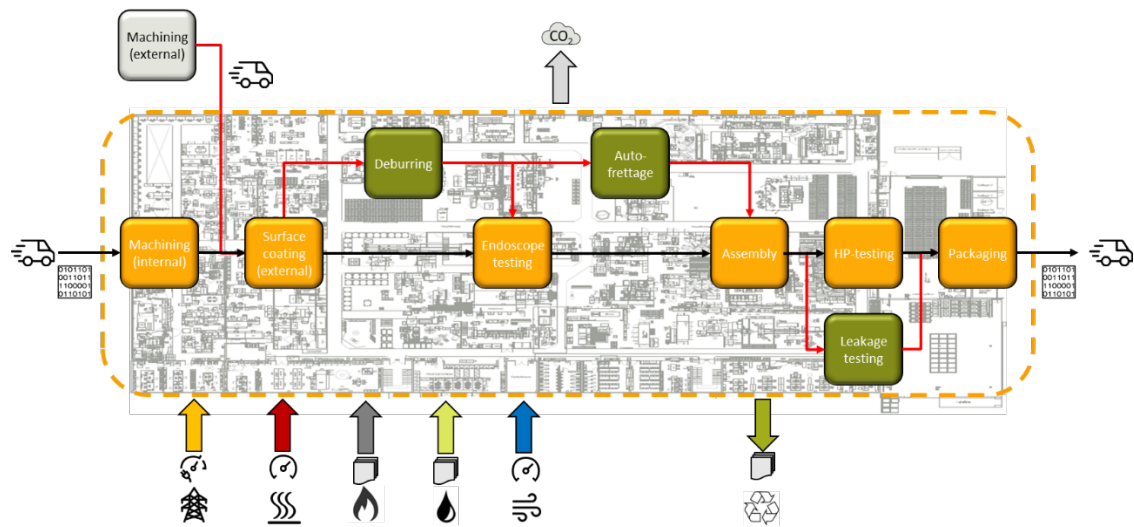 Machining
(external)
CO2
Deburring
Auto-
frettage
Machining
(internal)
Surface
coating
(external)
Endoscope
testing
Assembly
HP-testing
Packaging
0101101
0011011
1100001
0110101
0101101
0011011
1100001
0110101
Leakage
testing